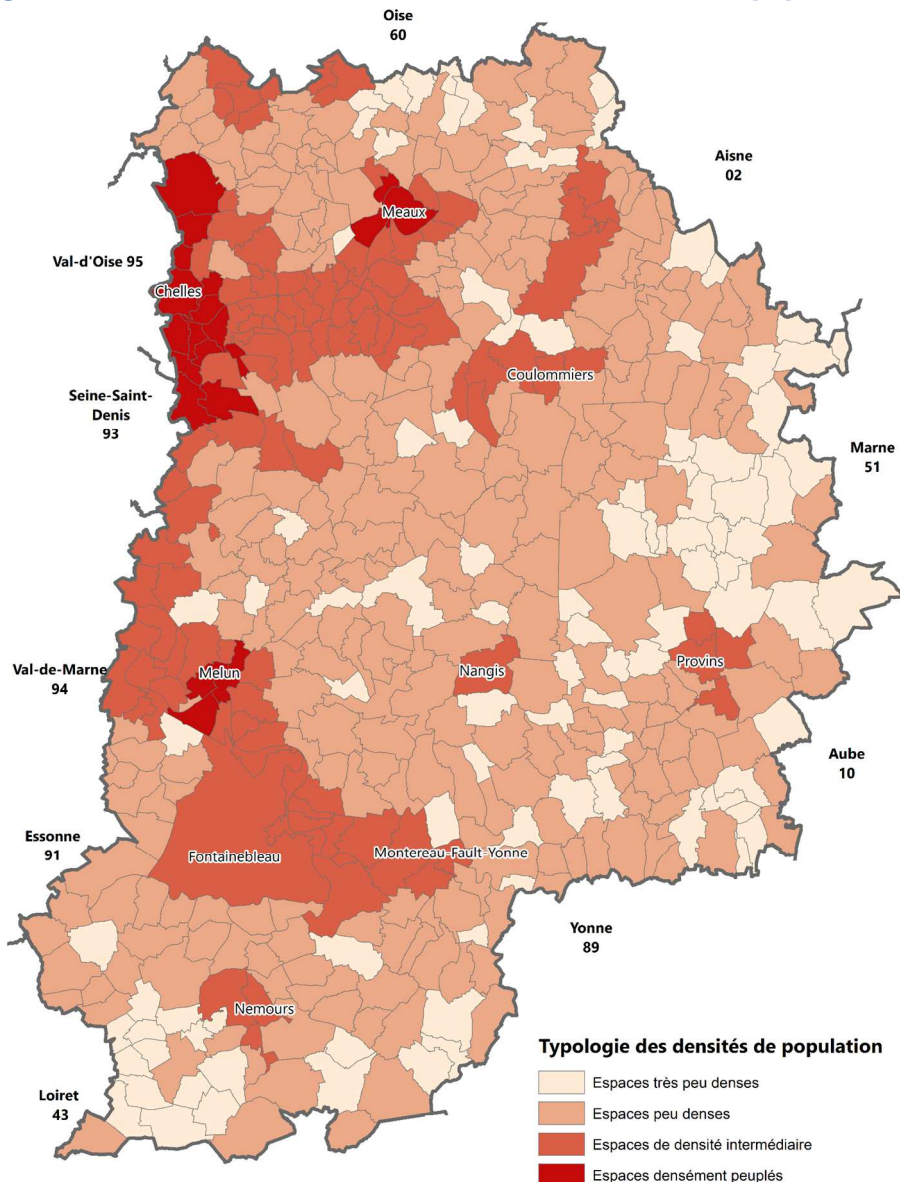 Oise
60
Aisne
02
Meaux
Val-d'Oise 95
Chelles
Coulommiers
Seine-Saint-
Denis
93
Marne
51
Val-de-Marne
94
Melun
Nangis
Provins
Aube
10
Essonne
91
Fontainebleau
Montereau-Fault-Yonne
Yonne
89
Nemours
Loiret
43
Typologie des densités de population
Espaces très peu denses
Espaces peu denses
Espaces de densité intermédiaire
Espaces densément peuplés